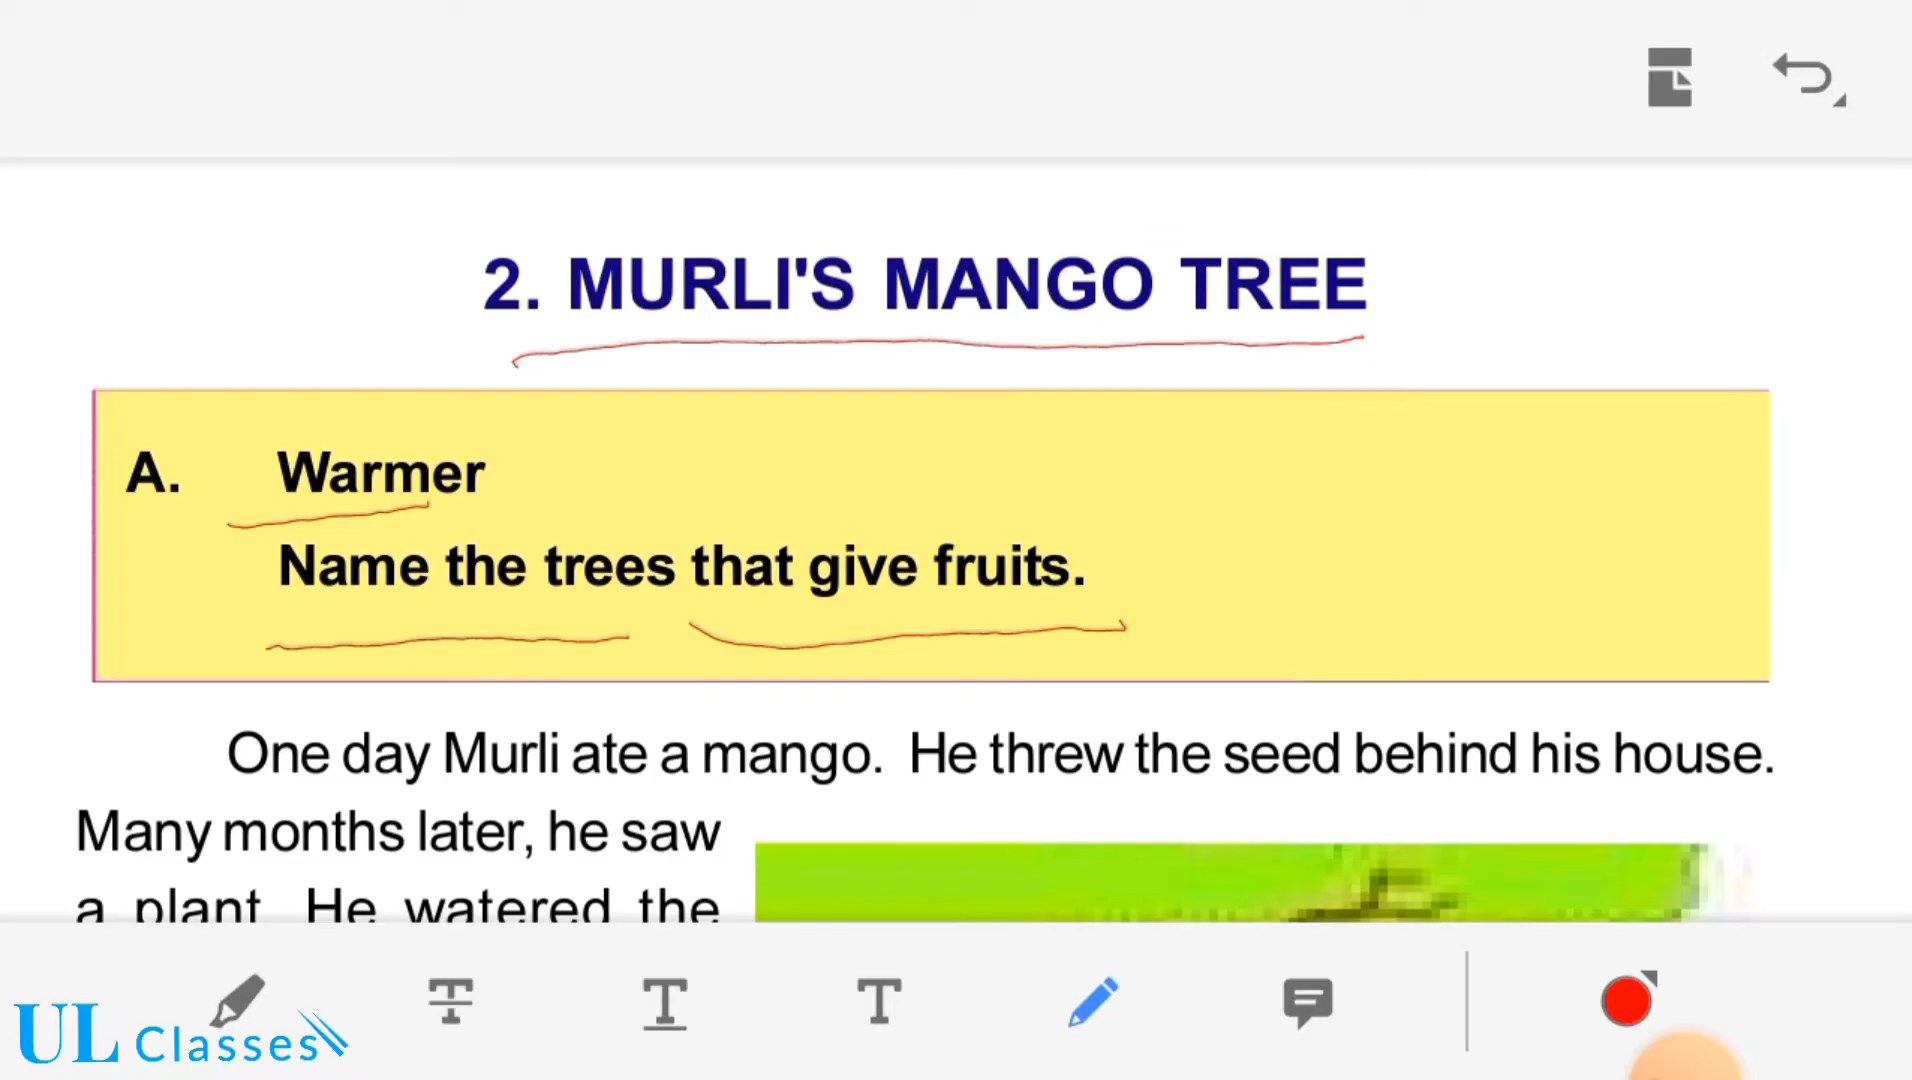 2. MURLI'S MANGO TREE
A. Warmer
Name the trees that give fruits.
One day Murli ate a mango. He threw the seed behind his house.
Many months later, he saw
a plant. He watered the
T T T
UL Classes